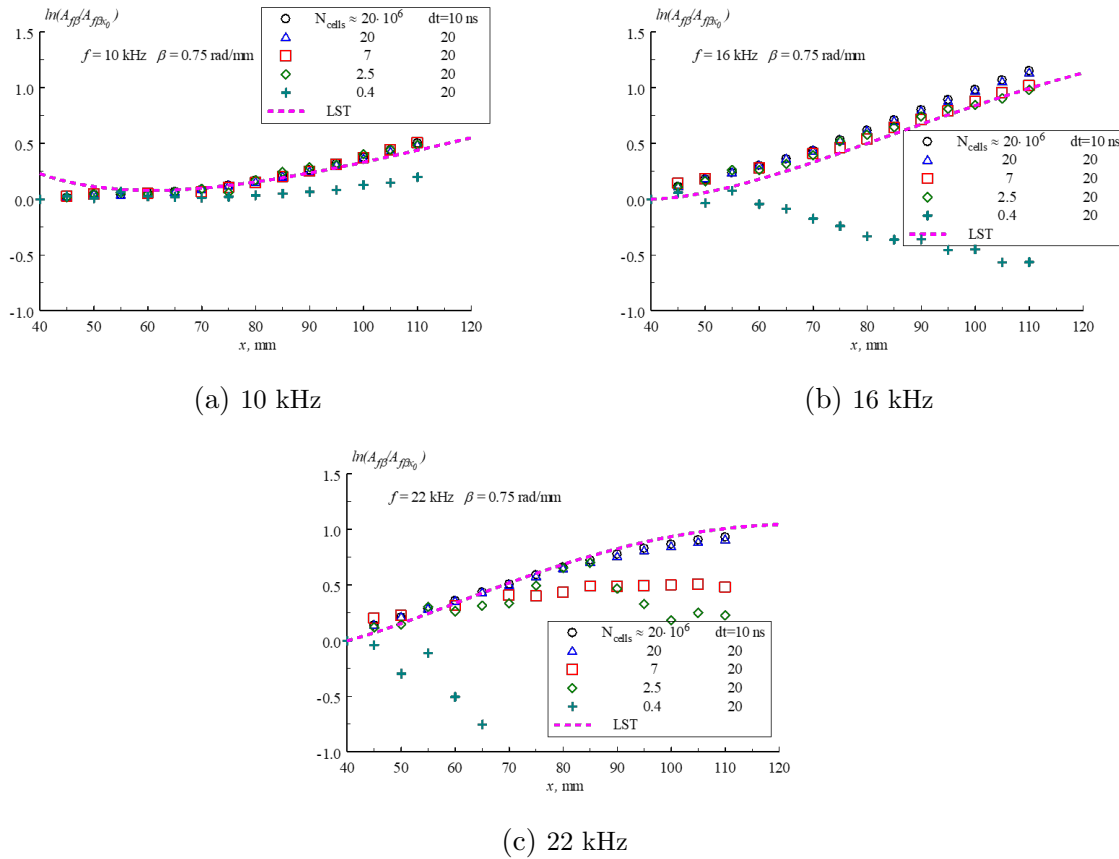 ln(A_fβ/A_fβx₀)
f = 10 kHz β = 0.75 rad/mm
N_cells ≈ 20·10⁶ dt=10 ns
20 20
7 20
2.5 20
0.4 20
LST
1.5
1.0
0.5
0.0
-0.5
-1.0
40 50 60 70 80 90 100 110 120
x, mm
(a) 10 kHz
ln(A_fβ/A_fβx₀)
f = 16 kHz β = 0.75 rad/mm
N_cells ≈ 20·10⁶ dt=10 ns
20 20
7 20
2.5 20
0.4 20
LST
1.5
1.0
0.5
0.0
-0.5
-1.0
40 50 60 70 80 90 100 110 120
x, mm
(b) 16 kHz
ln(A_fβ/A_fβx₀)
f = 22 kHz β = 0.75 rad/mm
N_cells ≈ 20·10⁶ dt=10 ns
20 20
7 20
2.5 20
0.4 20
LST
1.5
1.0
0.5
0.0
-0.5
-1.0
40 50 60 70 80 90 100 110 120
x, mm
(c) 22 kHz